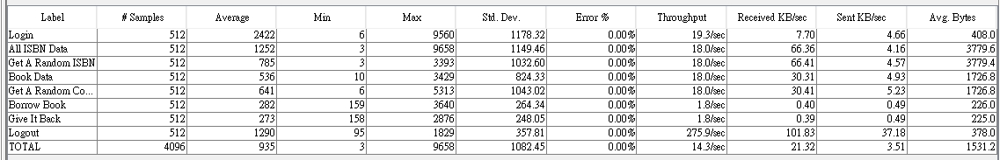 Label # Samples Average Min Max Std. Dev. Error % Throughput Received KB/sec Sent KB/sec Avg. Bytes
Login 512 2422 6 9560 1178.32 0.00% 19.3/sec 7.70 4.66 408.0
All ISBN Data 512 1252 3 9658 1149.46 0.00% 18.0/sec 66.36 4.16 3779.6
Get A Random ISBN 512 785 3 3393 1032.60 0.00% 18.0/sec 66.41 4.57 3779.4
Book Data 512 536 10 3429 824.33 0.00% 18.0/sec 30.31 4.93 1726.8
Get A Random Co... 512 641 6 5313 1043.02 0.00% 18.0/sec 30.41 5.23 1726.8
Borrow Book 512 282 159 3640 264.34 0.00% 1.8/sec 0.40 0.49 226.0
Give It Back 512 273 158 2876 248.05 0.00% 1.8/sec 0.39 0.49 225.0
Logout 512 1290 95 1829 357.81 0.00% 275.9/sec 101.83 37.18 378.0
TOTAL 4096 935 3 9658 1082.45 0.00% 14.3/sec 21.32 3.51 1531.2